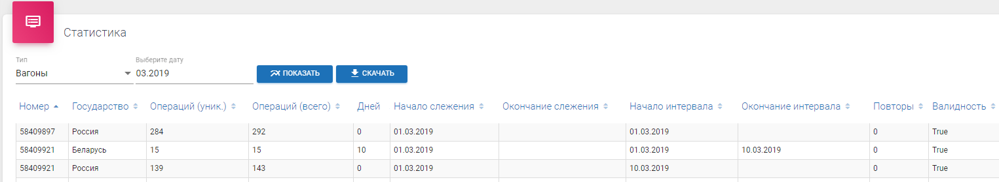 Статистика
Тип
Выберите дату
Вагоны
03.2019
ПОКАЗАТЬ
СКАЧАТЬ
Номер Государство Операций (уник.) Операций (всего) Дней Начало слежения Окончание слежения Начало интервала Окончание интервала Повторы Валидность
58409897 Россия 284 292 0 01.03.2019 01.03.2019 0 True
58409921 Беларусь 15 15 10 01.03.2019 01.03.2019 10.03.2019 0 True
58409921 Россия 139 143 0 01.03.2019 10.03.2019 0 True